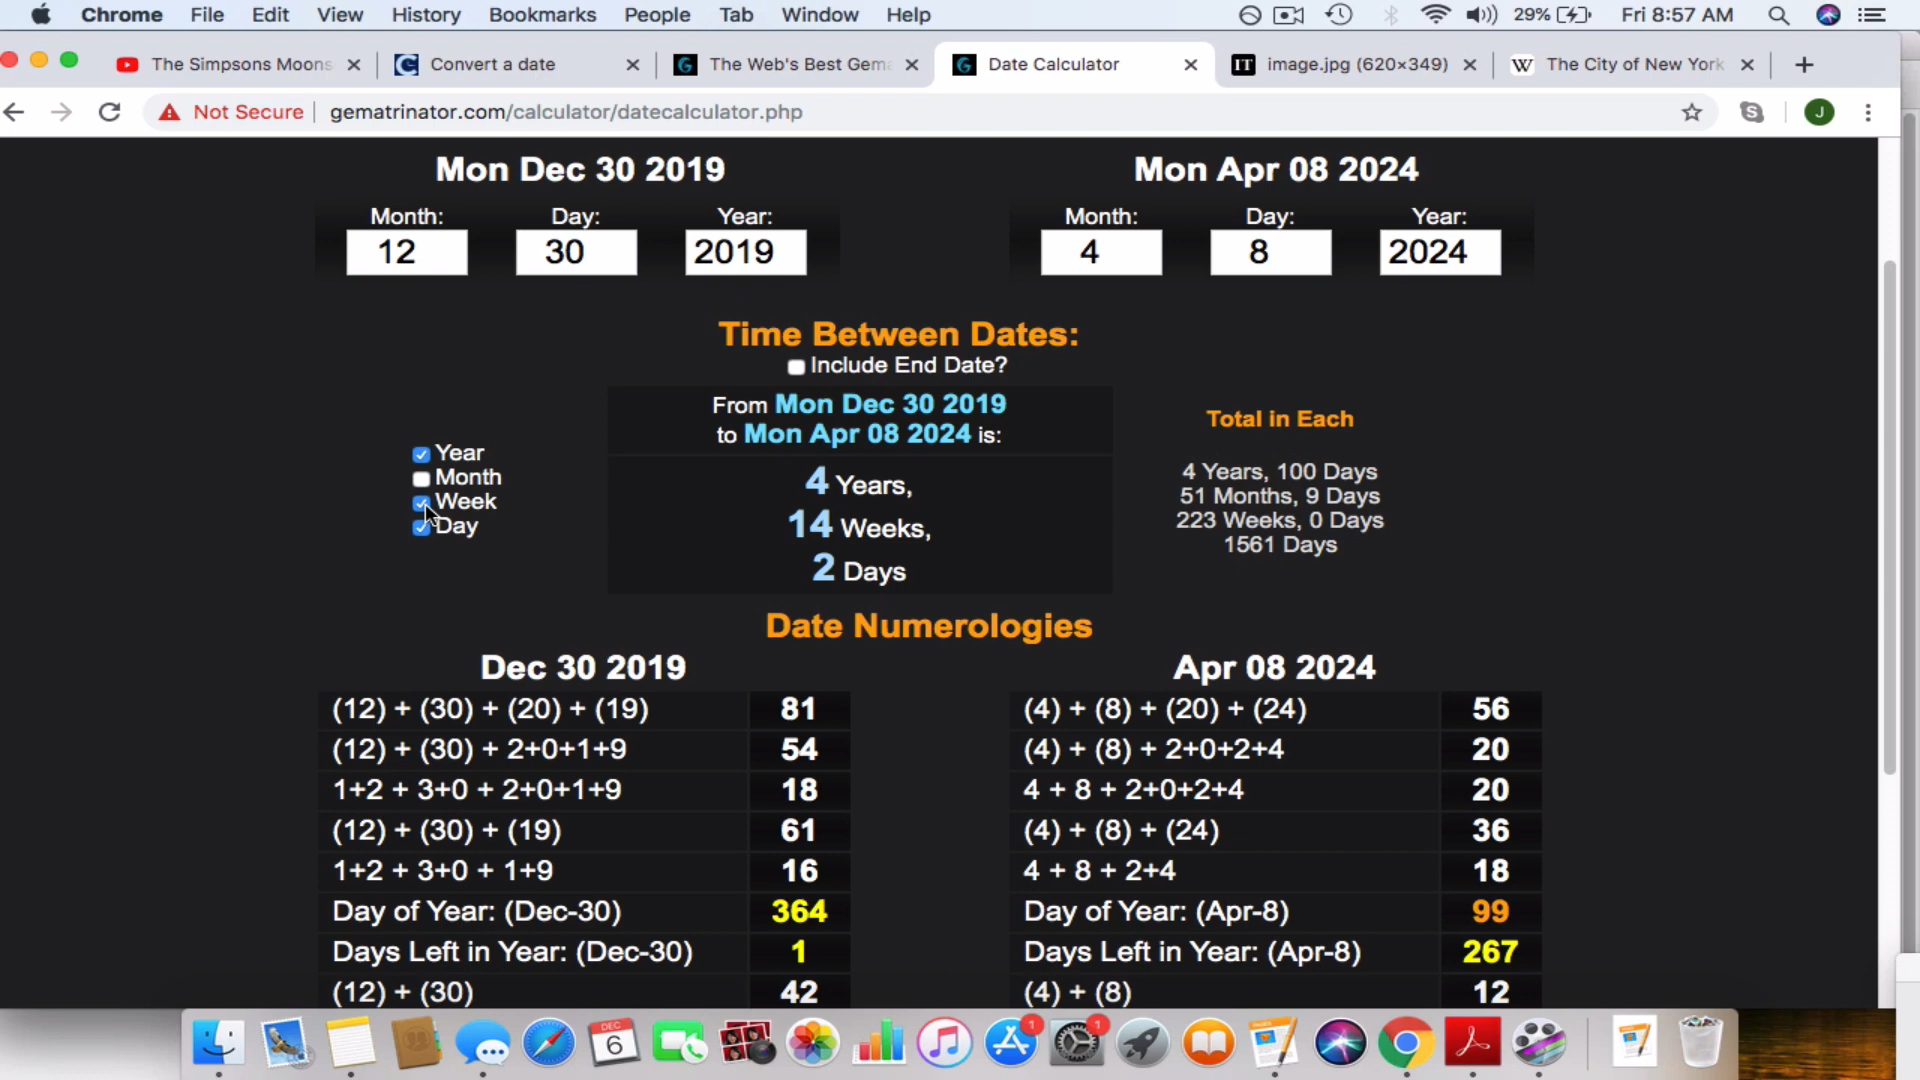 Chrome File Edit View History Bookmarks People Tab Window Help 29% Fri 8:57 AM
The Simpsons Moons Convert a date The Web's Best Gema Date Calculator IT image.jpg (620×349) W The City of New York
Not Secure gematrinator.com/calculator/datecalculator.php J
Mon Dec 30 2019 Mon Apr 08 2024
Month: Day: Year: Month: Day: Year:
12 30 2019 4 8 2024
Time Between Dates:
Include End Date?
From Mon Dec 30 2019
to Mon Apr 08 2024 is:
Total in Each
Year
Month
Week
Day
4 Years,
14 Weeks,
2 Days
4 Years, 100 Days
51 Months, 9 Days
223 Weeks, 0 Days
1561 Days
Date Numerologies
Dec 30 2019 Apr 08 2024
(12) + (30) + (20) + (19) 81 (4) + (8) + (20) + (24) 56
(12) + (30) + 2+0+1+9 54 (4) + (8) + 2+0+2+4 20
1+2 + 3+0 + 2+0+1+9 18 4 + 8 + 2+0+2+4 20
(12) + (30) + (19) 61 (4) + (8) + (24) 36
1+2 + 3+0 + 1+9 16 4 + 8 + 2+4 18
Day of Year: (Dec-30) 364 Day of Year: (Apr-8) 99
Days Left in Year: (Dec-30) 1 Days Left in Year: (Apr-8) 267
(12) + (30) 42 (4) + (8) 12
DEC
6
1 1